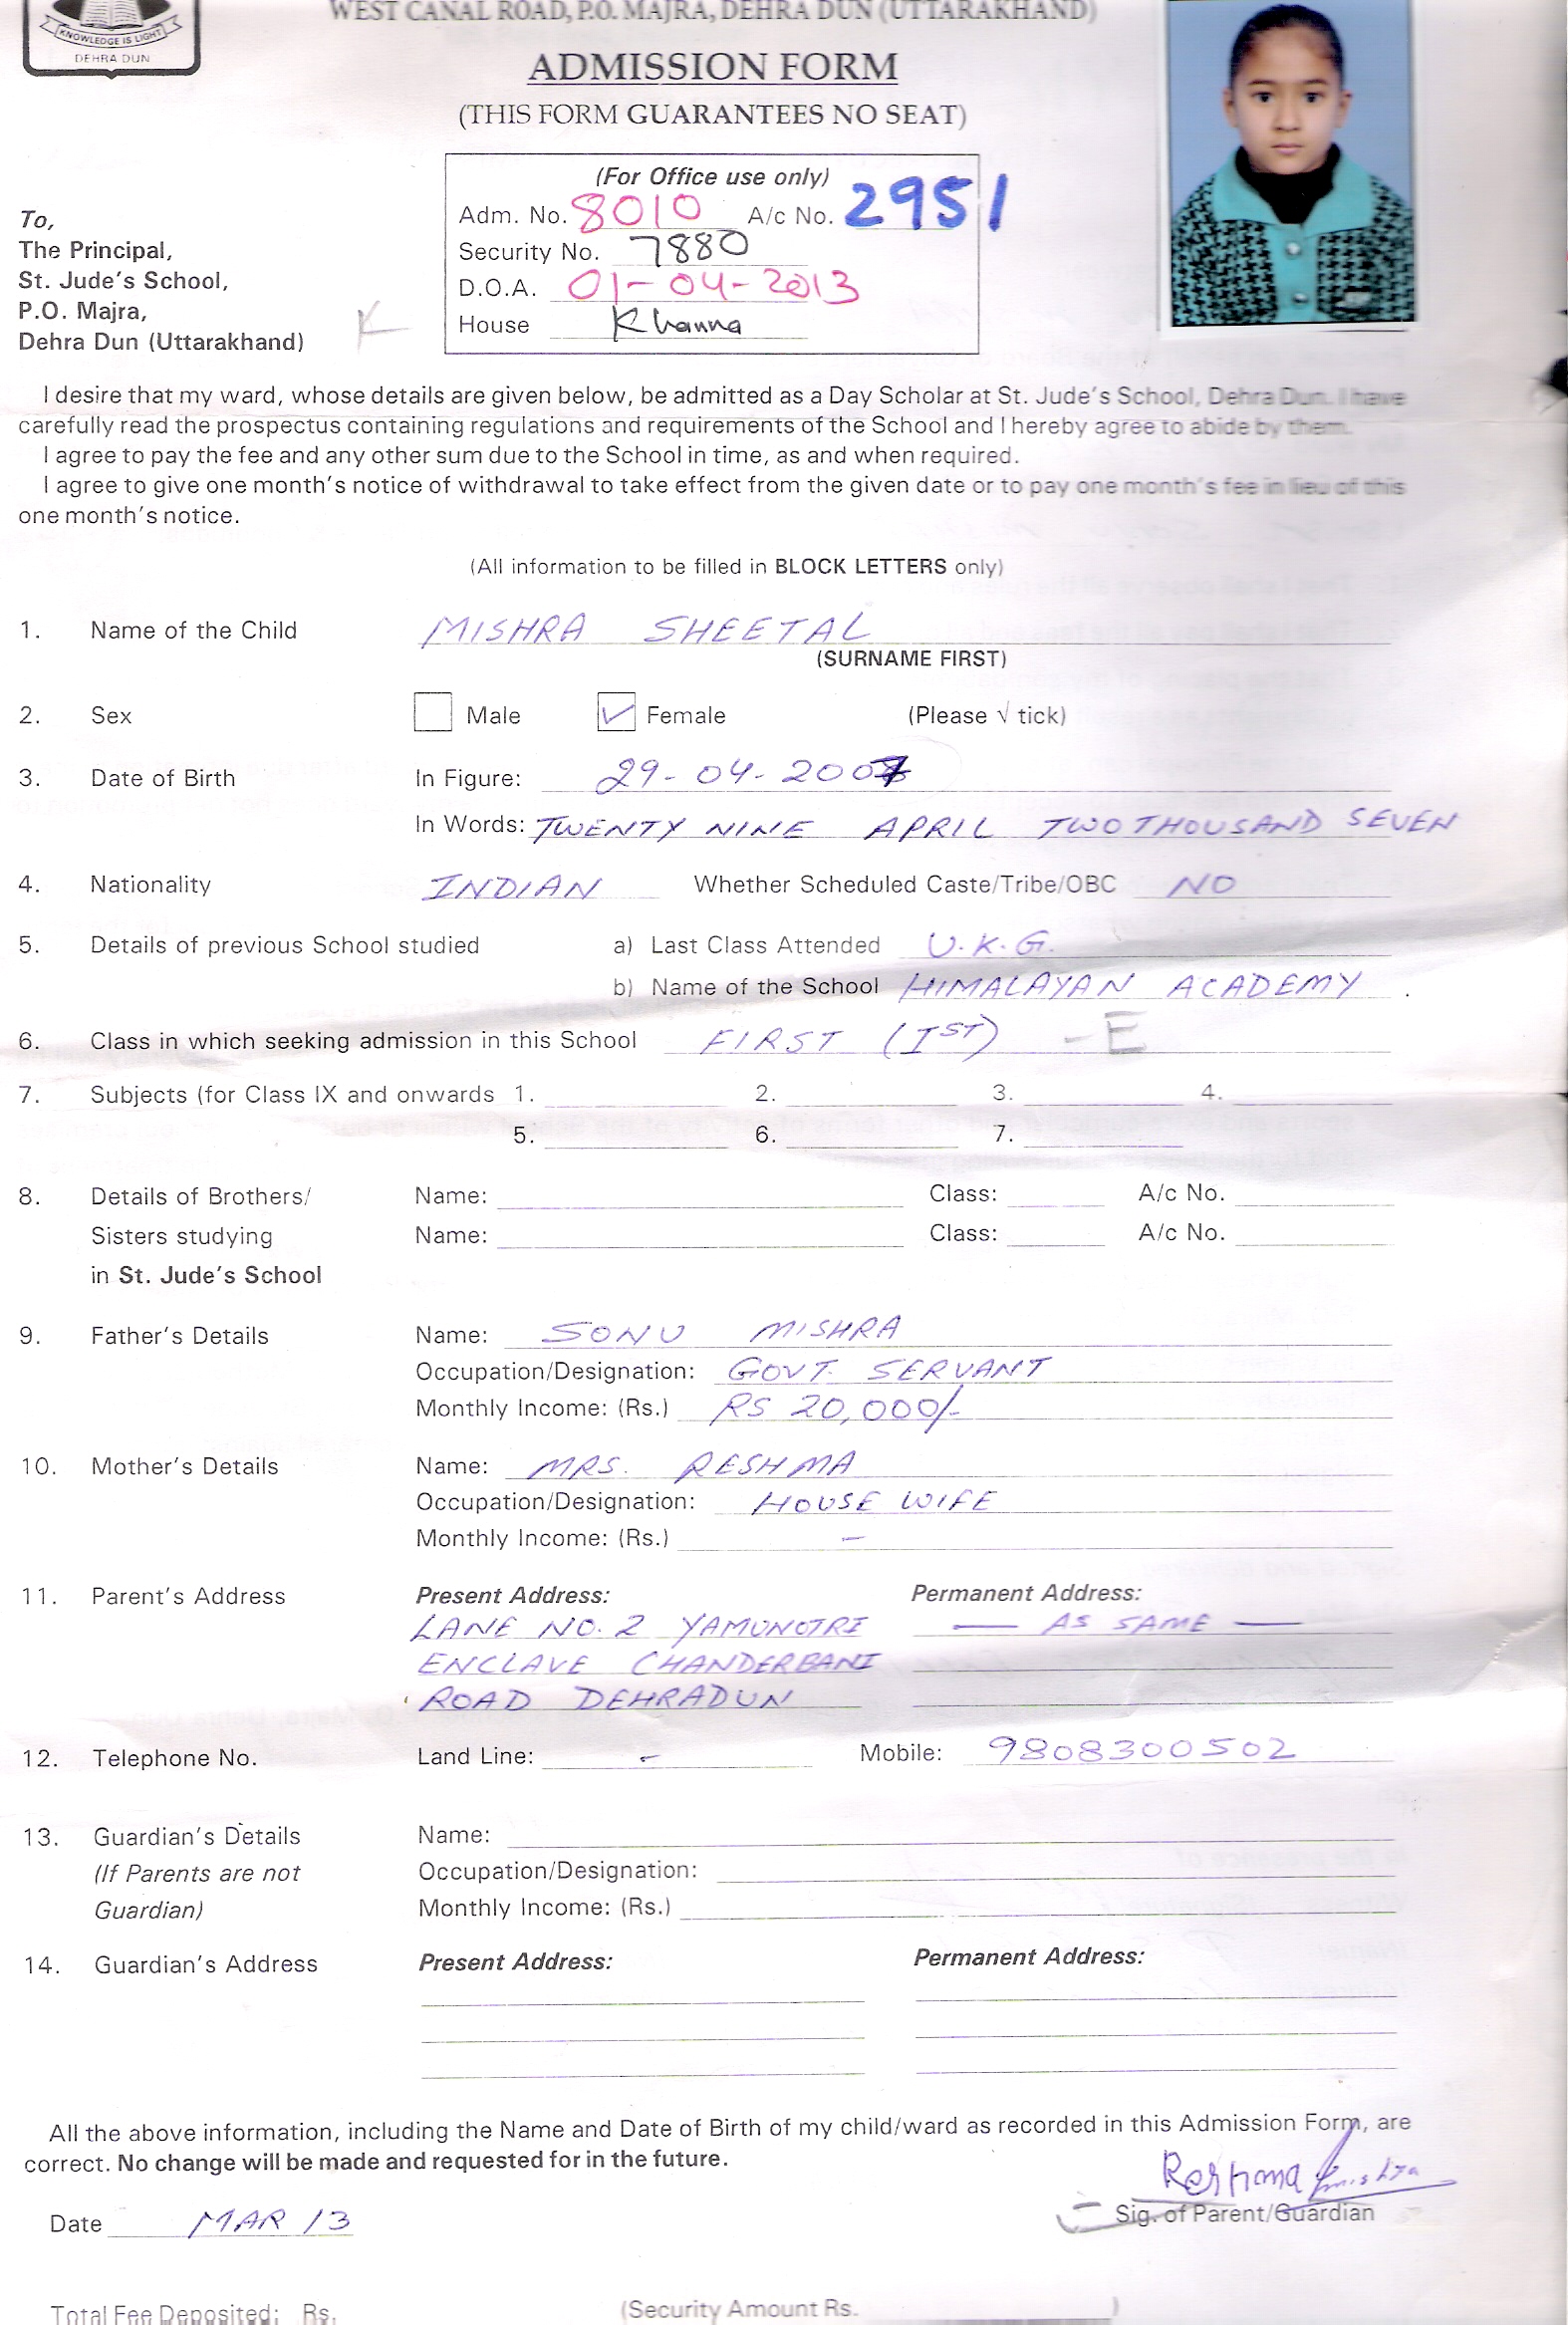 WEST CANAL ROAD, P.O. MAJRA, DEHRA DUN (UTTARAKHAND)
KNOWLEDGE IS LIGHT
DEHRA DUN
ADMISSION FORM
(THIS FORM GUARANTEES NO SEAT)
(For Office use only)
Adm. No. 8010 A/c No. 2951
Security No. 7880
D.O.A. 01-04-2013
House Khanna
To,
The Principal,
St. Jude's School,
P.O. Majra,
Dehra Dun (Uttarakhand)
K
I desire that my ward, whose details are given below, be admitted as a Day Scholar at St. Jude's School, Dehra Dun. I have
carefully read the prospectus containing regulations and requirements of the School and I hereby agree to abide by them.
I agree to pay the fee and any other sum due to the School in time, as and when required.
I agree to give one month's notice of withdrawal to take effect from the given date or to pay one month's fee in lieu of this
one month's notice.
(All information to be filled in BLOCK LETTERS only)
1. Name of the Child MISHRA SHEETAL
(SURNAME FIRST)
2. Sex Male ✓ Female (Please √ tick)
3. Date of Birth In Figure: 29-04-2007
In Words: TWENTY NINE APRIL TWO THOUSAND SEVEN
4. Nationality INDIAN Whether Scheduled Caste/Tribe/OBC NO
5. Details of previous School studied a) Last Class Attended U.K.G.
b) Name of the School HIMALAYAN ACADEMY .
6. Class in which seeking admission in this School FIRST (IST) - E
7. Subjects (for Class IX and onwards 1. 2. 3. 4.
5. 6. 7.
8. Details of Brothers/ Name: Class: A/c No.
Sisters studying Name: Class: A/c No.
in St. Jude's School
9. Father's Details Name: SONU MISHRA
Occupation/Designation: GOVT. SERVANT
Monthly Income: (Rs.) RS 20,000/-
10. Mother's Details Name: MRS. RESHMA
Occupation/Designation: HOUSE WIFE
Monthly Income: (Rs.) -
11. Parent's Address Present Address: Permanent Address:
LANE NO. 2 YAMUNOTRI — AS SAME —
ENCLAVE CHANDERBANI
ROAD DEHRADUN
12. Telephone No. Land Line: - Mobile: 9808300502
13. Guardian's Details Name:
(If Parents are not Occupation/Designation:
Guardian) Monthly Income: (Rs.)
14. Guardian's Address Present Address: Permanent Address:
All the above information, including the Name and Date of Birth of my child/ward as recorded in this Admission Form, are
correct. No change will be made and requested for in the future.
Reshma Mishra
Date MAR 13 Sig. of Parent/Guardian
Total Fee Deposited: Rs. (Security Amount Rs. )